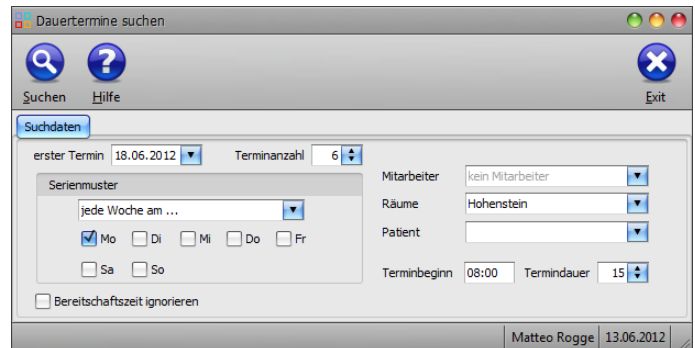 Dauertermine suchen
Suchen Hilfe Exit
Suchdaten
erster Termin 18.06.2012 Terminanzahl 6
Serienmuster
jede Woche am ...
Mo Di Mi Do Fr
Sa So
Bereitschaftszeit ignorieren
Mitarbeiter kein Mitarbeiter
Räume Hohenstein
Patient
Terminbeginn 08:00 Termindauer 15
Matteo Rogge 13.06.2012